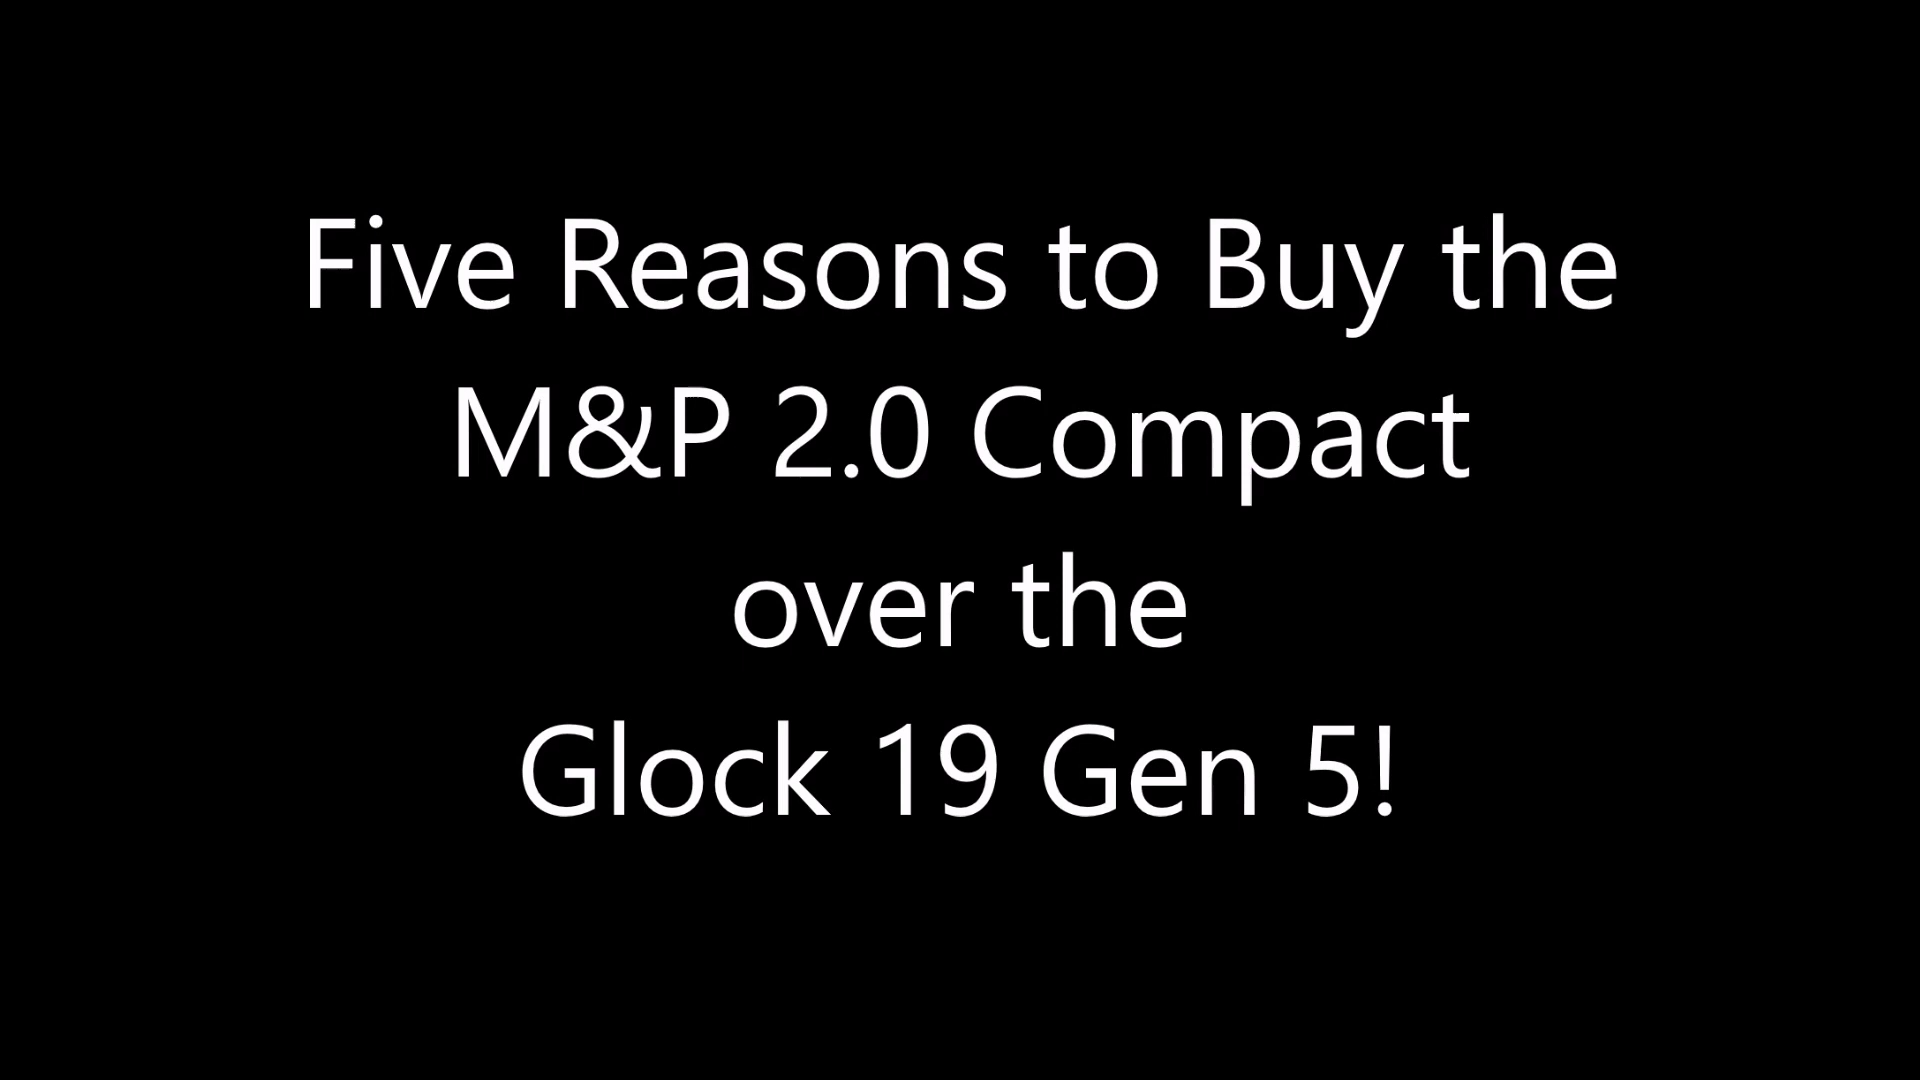 Five Reasons to Buy the
M&P 2.0 Compact
over the
Glock 19 Gen 5!